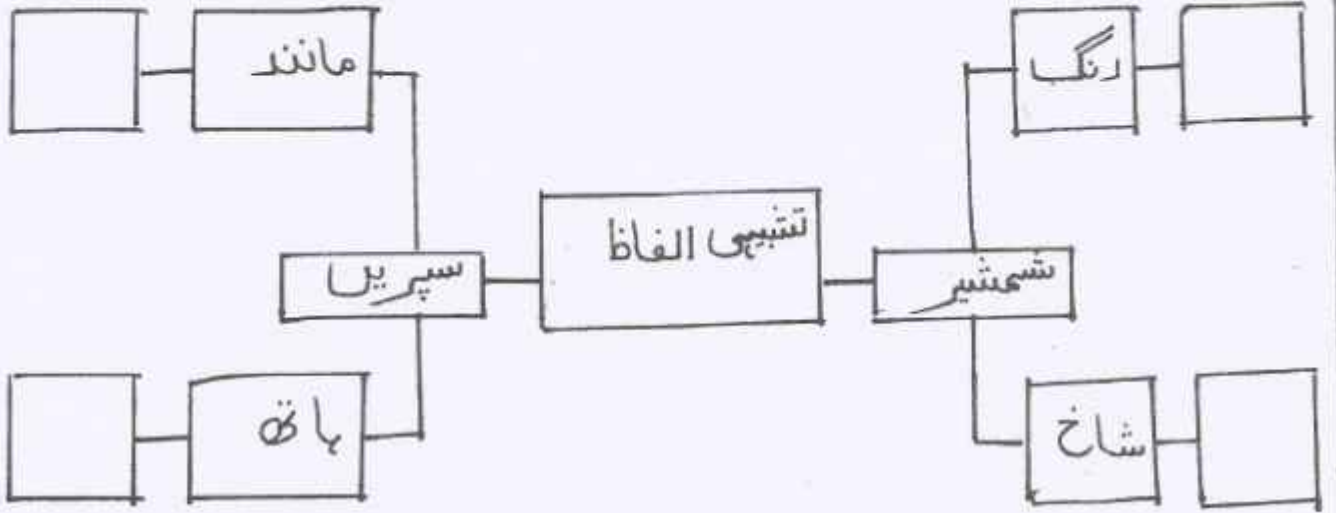 رنگ
مانند
تشبیہی الفاظ
شمشیر
سپریں
شاخ
ہاتھ